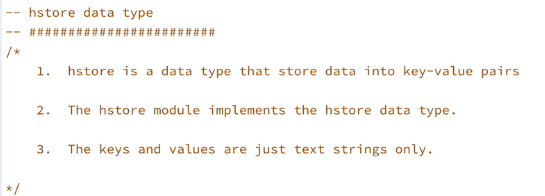 -- hstore data type
-- ########################
/*
1. hstore is a data type that store data into key-value pairs
2. The hstore module implements the hstore data type.
3. The keys and values are just text strings only.
*/